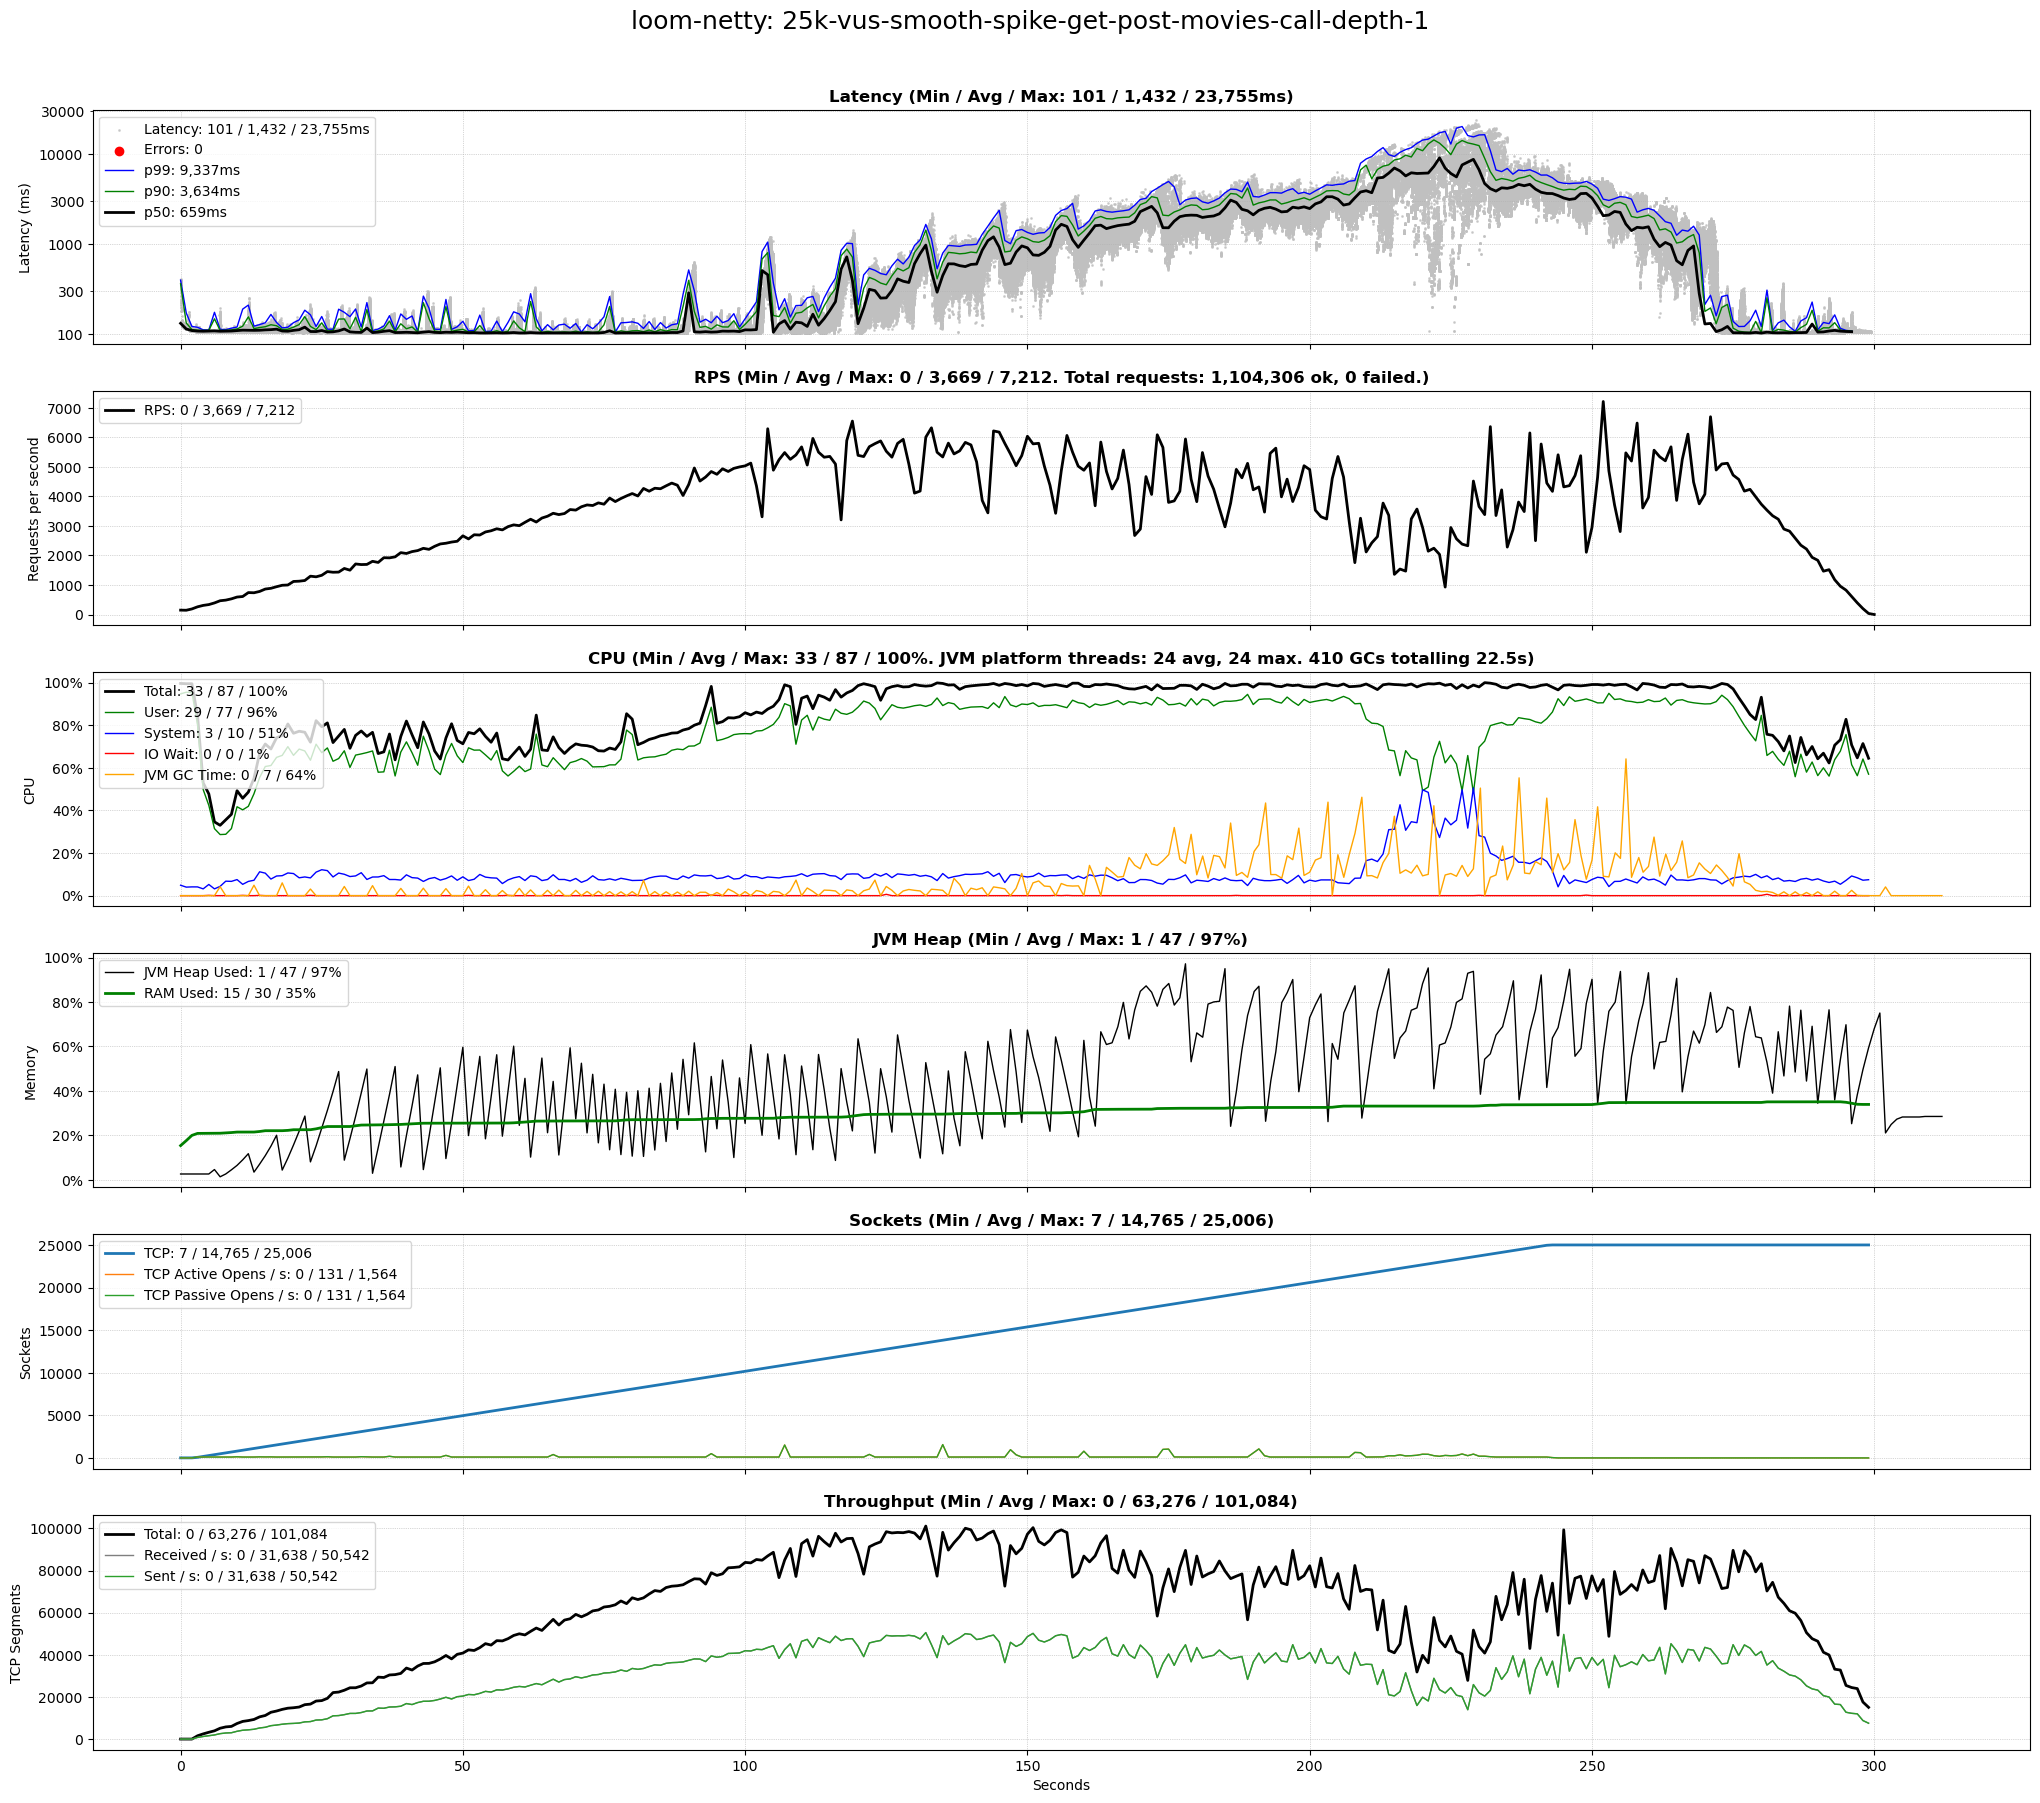 loom-netty: 25k-vus-smooth-spike-get-post-movies-call-depth-1
Latency (Min / Avg / Max: 101 / 1,432 / 23,755ms)
Latency (ms)
30000
10000
3000
1000
300
100
Latency: 101 / 1,432 / 23,755ms
Errors: 0
p99: 9,337ms
p90: 3,634ms
p50: 659ms
RPS (Min / Avg / Max: 0 / 3,669 / 7,212. Total requests: 1,104,306 ok, 0 failed.)
Requests per second
7000
6000
5000
4000
3000
2000
1000
0
RPS: 0 / 3,669 / 7,212
CPU (Min / Avg / Max: 33 / 87 / 100%. JVM platform threads: 24 avg, 24 max. 410 GCs totalling 22.5s)
CPU
100%
80%
60%
40%
20%
0%
Total: 33 / 87 / 100%
User: 29 / 77 / 96%
System: 3 / 10 / 51%
IO Wait: 0 / 0 / 1%
JVM GC Time: 0 / 7 / 64%
JVM Heap (Min / Avg / Max: 1 / 47 / 97%)
Memory
100%
80%
60%
40%
20%
0%
JVM Heap Used: 1 / 47 / 97%
RAM Used: 15 / 30 / 35%
Sockets (Min / Avg / Max: 7 / 14,765 / 25,006)
Sockets
25000
20000
15000
10000
5000
0
TCP: 7 / 14,765 / 25,006
TCP Active Opens / s: 0 / 131 / 1,564
TCP Passive Opens / s: 0 / 131 / 1,564
Throughput (Min / Avg / Max: 0 / 63,276 / 101,084)
TCP Segments
100000
80000
60000
40000
20000
0
Total: 0 / 63,276 / 101,084
Received / s: 0 / 31,638 / 50,542
Sent / s: 0 / 31,638 / 50,542
0 50 100 150 200 250 300
Seconds